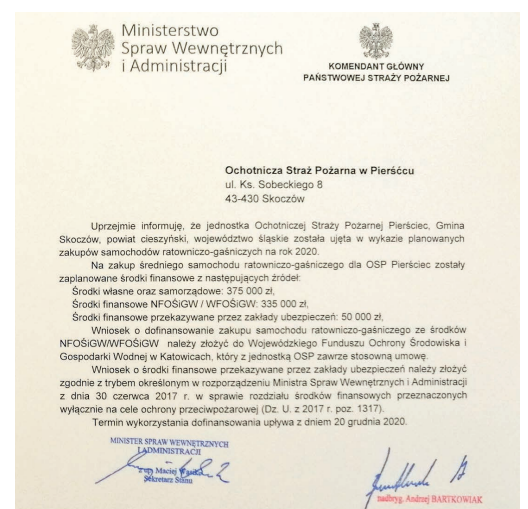 Ministerstwo
Spraw Wewnętrznych
i Administracji
KOMENDANT GŁÓWNY
PAŃSTWOWEJ STRAŻY POŻARNEJ
Ochotnicza Straż Pożarna w Pierśćcu
ul. Ks. Sobeckiego 8
43-430 Skoczów
Uprzejmie informuję, że jednostka Ochotniczej Straży Pożarnej Pierściec, Gmina
Skoczów, powiat cieszyński, województwo śląskie została ujęta w wykazie planowanych
zakupów samochodów ratowniczo-gaśniczych na rok 2020.
Na zakup średniego samochodu ratowniczo-gaśniczego dla OSP Pierściec zostały
zaplanowane środki finansowe z następujących źródeł:
Środki własne oraz samorządowe: 375 000 zł,
Środki finansowe NFOŚiGW / WFOŚiGW: 335 000 zł,
Środki finansowe przekazywane przez zakłady ubezpieczeń: 50 000 zł,
Wniosek o dofinansowanie zakupu samochodu ratowniczo-gaśniczego ze środków
NFOŚiGW/WFOŚiGW należy złożyć do Wojewódzkiego Funduszu Ochrony Środowiska i
Gospodarki Wodnej w Katowicach, który z jednostką OSP zawrze stosowną umowę.
Wniosek o środki finansowe przekazywane przez zakłady ubezpieczeń należy złożyć
zgodnie z trybem określonym w rozporządzeniu Ministra Spraw Wewnętrznych i Administracji
z dnia 30 czerwca 2017 r. w sprawie rozdziału środków finansowych przeznaczonych
wyłącznie na cele ochrony przeciwpożarowej (Dz. U. z 2017 r. poz. 1317).
Termin wykorzystania dofinansowania upływa z dniem 20 grudnia 2020.
MINISTER SPRAW WEWNĘTRZNYCH
I ADMINISTRACJI
Maciej Wąsik
Sekretarz Stanu
nadbryg. Andrzej BARTKOWIAK